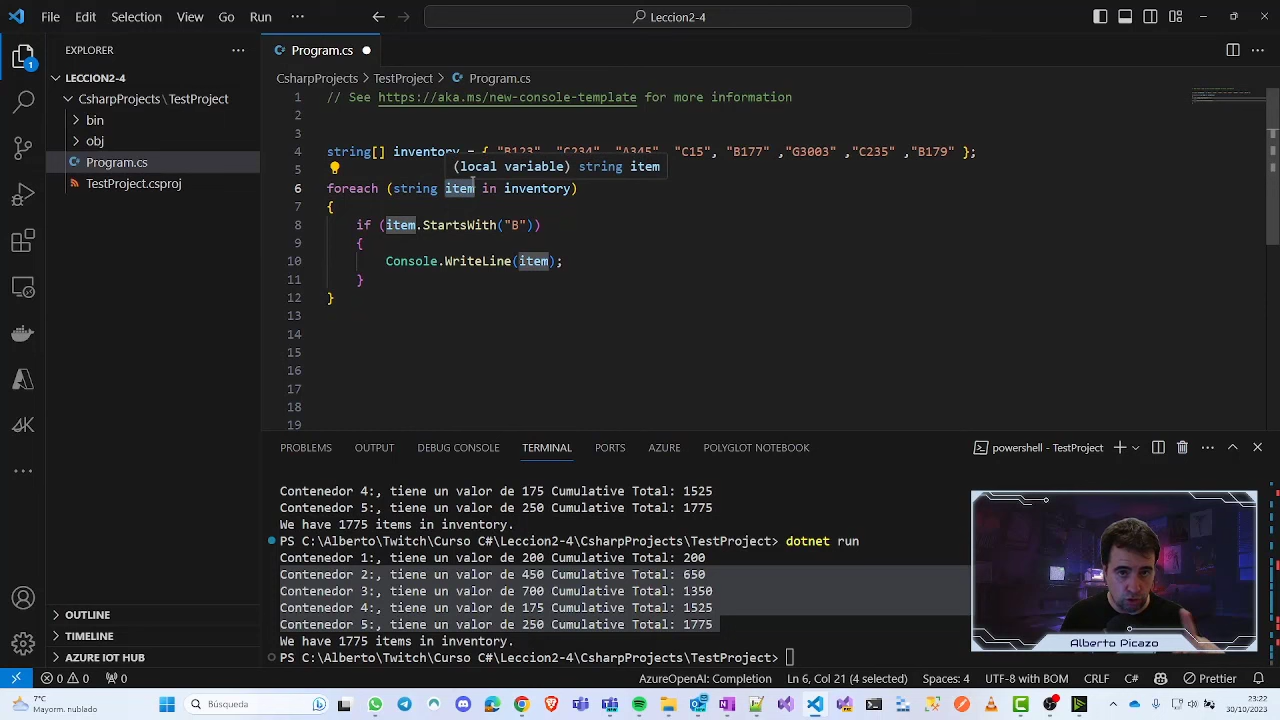 File Edit Selection View Go Run ··· Leccion2-4
EXPLORER ···
1
LECCION2-4
CsharpProjects \ TestProject
bin
obj
Program.cs
TestProject.csproj
OUTLINE
TIMELINE
AZURE IOT HUB
Program.cs
CsharpProjects > TestProject > Program.cs
1 // See https://aka.ms/new-console-template for more information
2
3
4 string[] inventory = { "B123" ,"C234" ,"A345" ,"C15", "B177" ,"G3003" ,"C235" ,"B179" };
(local variable) string item
5
6 foreach (string item in inventory)
7 {
8 if (item.StartsWith("B"))
9 {
10 Console.WriteLine(item);
11 }
12 }
13
14
15
16
17
18
19
PROBLEMS OUTPUT DEBUG CONSOLE TERMINAL PORTS AZURE POLYGLOT NOTEBOOK powershell - TestProject
Contenedor 4:, tiene un valor de 175 Cumulative Total: 1525
Contenedor 5:, tiene un valor de 250 Cumulative Total: 1775
We have 1775 items in inventory.
PS C:\Alberto\Twitch\Curso C#\Leccion2-4\CsharpProjects\TestProject> dotnet run
Contenedor 1:, tiene un valor de 200 Cumulative Total: 200
Contenedor 2:, tiene un valor de 450 Cumulative Total: 650
Contenedor 3:, tiene un valor de 700 Cumulative Total: 1350
Contenedor 4:, tiene un valor de 175 Cumulative Total: 1525
Contenedor 5:, tiene un valor de 250 Cumulative Total: 1775
We have 1775 items in inventory.
PS C:\Alberto\Twitch\Curso C#\Leccion2-4\CsharpProjects\TestProject>
Alberto Picazo
0 0 0 AzureOpenAI: Completion Ln 6, Col 21 (4 selected) Spaces: 4 UTF-8 with BOM CRLF C# Prettier
7°C
Mayorm. nublado
Búsqueda
23:22
30/10/2022